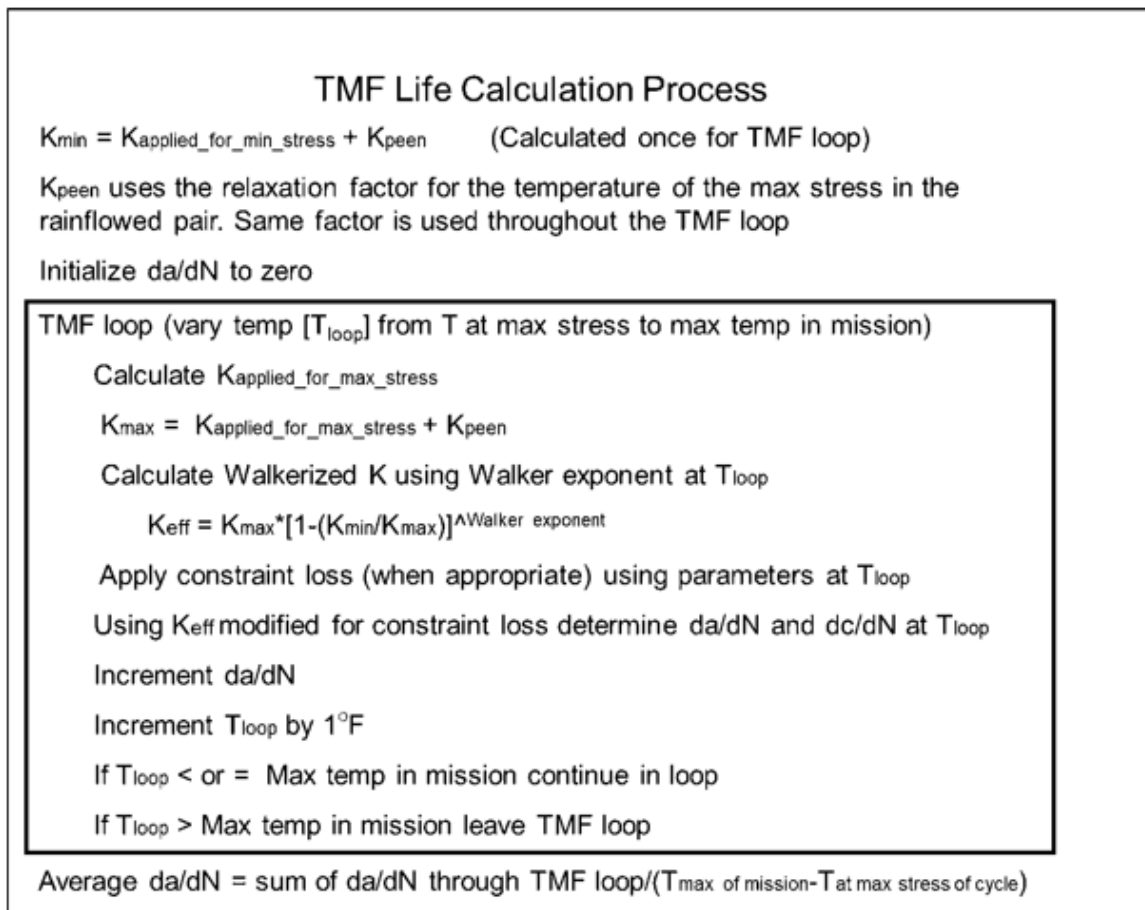 TMF Life Calculation Process
Kmin = Kapplied_for_min_stress + Kpeen (Calculated once for TMF loop)
Kpeen uses the relaxation factor for the temperature of the max stress in the
rainflowed pair. Same factor is used throughout the TMF loop
Initialize da/dN to zero
TMF loop (vary temp [Tloop] from T at max stress to max temp in mission)
Calculate Kapplied_for_max_stress
Kmax = Kapplied_for_max_stress + Kpeen
Calculate Walkerized K using Walker exponent at Tloop
Keff = Kmax*[1-(Kmin/Kmax)]^Walker exponent
Apply constraint loss (when appropriate) using parameters at Tloop
Using Keff modified for constraint loss determine da/dN and dc/dN at Tloop
Increment da/dN
Increment Tloop by 1°F
If Tloop < or = Max temp in mission continue in loop
If Tloop > Max temp in mission leave TMF loop
Average da/dN = sum of da/dN through TMF loop/(Tmax of mission-Tat max stress of cycle)